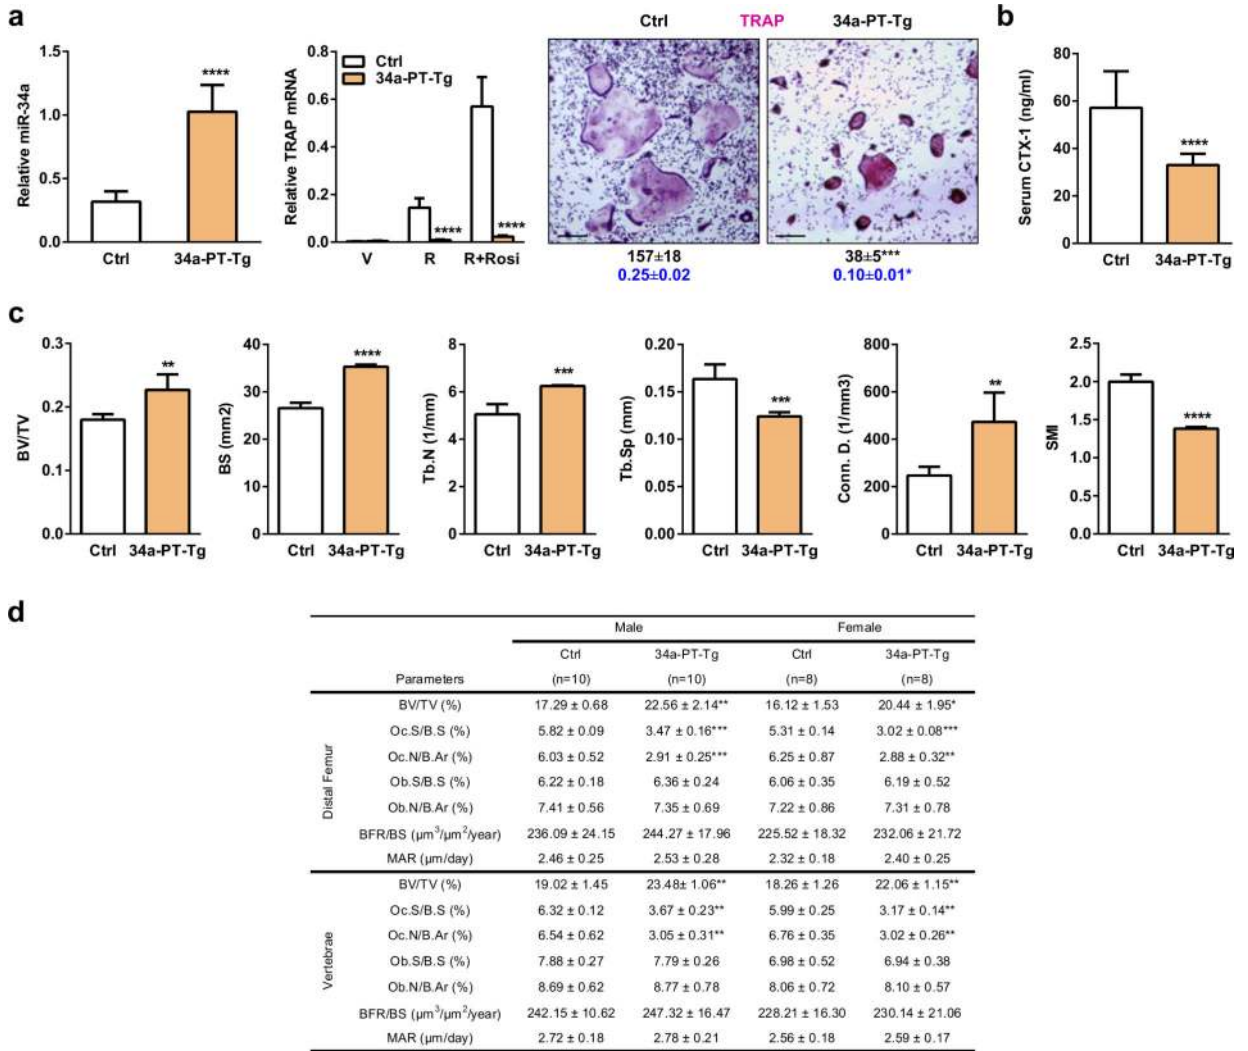 a
Relative miR-34a
1.5
1.0
0.5
0.0
****
Ctrl 34a-PT-Tg
Relative TRAP mRNA
0.8
0.6
0.4
0.2
0.0
Ctrl
34a-PT-Tg
**** ****
V R R+Rosi
Ctrl TRAP 34a-PT-Tg
157±18 38±5***
0.25±0.02 0.10±0.01*
b
Serum CTX-1 (ng/ml)
80
60
40
20
0
****
Ctrl 34a-PT-Tg
c
BV/TV
0.3
0.2
0.1
0.0
**
Ctrl 34a-PT-Tg
BS (mm2)
40
30
20
10
0
****
Ctrl 34a-PT-Tg
Tb.N (1/mm)
8
6
4
2
0
***
Ctrl 34a-PT-Tg
Tb.Sp (mm)
0.20
0.15
0.10
0.05
0.00
***
Ctrl 34a-PT-Tg
Conn. D. (1/mm3)
800
600
400
200
0
**
Ctrl 34a-PT-Tg
SMI
2.5
2.0
1.5
1.0
0.5
0.0
****
Ctrl 34a-PT-Tg
d
Male Female
Ctrl 34a-PT-Tg Ctrl 34a-PT-Tg
Parameters (n=10) (n=10) (n=8) (n=8)
Distal Femur
BV/TV (%) 17.29 ± 0.68 22.56 ± 2.14** 16.12 ± 1.53 20.44 ± 1.95*
Oc.S/B.S (%) 5.82 ± 0.09 3.47 ± 0.16*** 5.31 ± 0.14 3.02 ± 0.08***
Oc.N/B.Ar (%) 6.03 ± 0.52 2.91 ± 0.25*** 6.25 ± 0.87 2.88 ± 0.32**
Ob.S/B.S (%) 6.22 ± 0.18 6.36 ± 0.24 6.06 ± 0.35 6.19 ± 0.52
Ob.N/B.Ar (%) 7.41 ± 0.56 7.35 ± 0.69 7.22 ± 0.86 7.31 ± 0.78
BFR/BS (µm³/µm²/year) 236.09 ± 24.15 244.27 ± 17.96 225.52 ± 18.32 232.06 ± 21.72
MAR (µm/day) 2.46 ± 0.25 2.53 ± 0.28 2.32 ± 0.18 2.40 ± 0.25
Vertebrae
BV/TV (%) 19.02 ± 1.45 23.48± 1.06** 18.26 ± 1.26 22.06 ± 1.15**
Oc.S/B.S (%) 6.32 ± 0.12 3.67 ± 0.23** 5.99 ± 0.25 3.17 ± 0.14**
Oc.N/B.Ar (%) 6.54 ± 0.62 3.05 ± 0.31** 6.76 ± 0.35 3.02 ± 0.26**
Ob.S/B.S (%) 7.88 ± 0.27 7.79 ± 0.26 6.98 ± 0.52 6.94 ± 0.38
Ob.N/B.Ar (%) 8.69 ± 0.62 8.77 ± 0.78 8.06 ± 0.72 8.10 ± 0.57
BFR/BS (µm³/µm²/year) 242.15 ± 10.62 247.32 ± 16.47 228.21 ± 16.30 230.14 ± 21.06
MAR (µm/day) 2.72 ± 0.18 2.78 ± 0.21 2.56 ± 0.18 2.59 ± 0.17